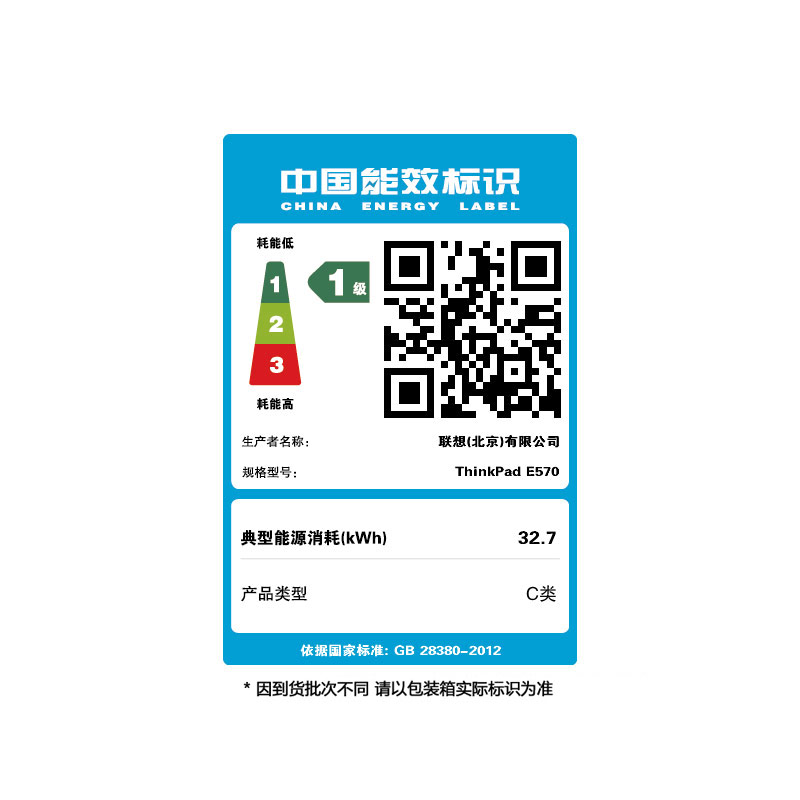 中国能效标识
CHINA ENERGY LABEL
耗能低
1
1级
2
3
耗能高
生产者名称: 联想(北京)有限公司
规格型号: ThinkPad E570
典型能源消耗(kWh) 32.7
产品类型 C类
依据国家标准: GB 28380-2012
* 因到货批次不同 请以包装箱实际标识为准